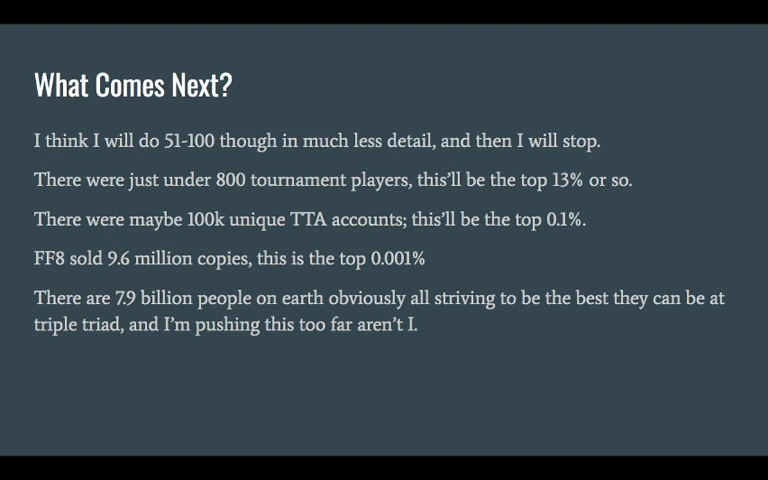 What Comes Next?
I think I will do 51-100 though in much less detail, and then I will stop.
There were just under 800 tournament players, this'll be the top 13% or so.
There were maybe 100k unique TTA accounts; this'll be the top 0.1%.
FF8 sold 9.6 million copies, this is the top 0.001%
There are 7.9 billion people on earth obviously all striving to be the best they can be at
triple triad, and I'm pushing this too far aren't I.